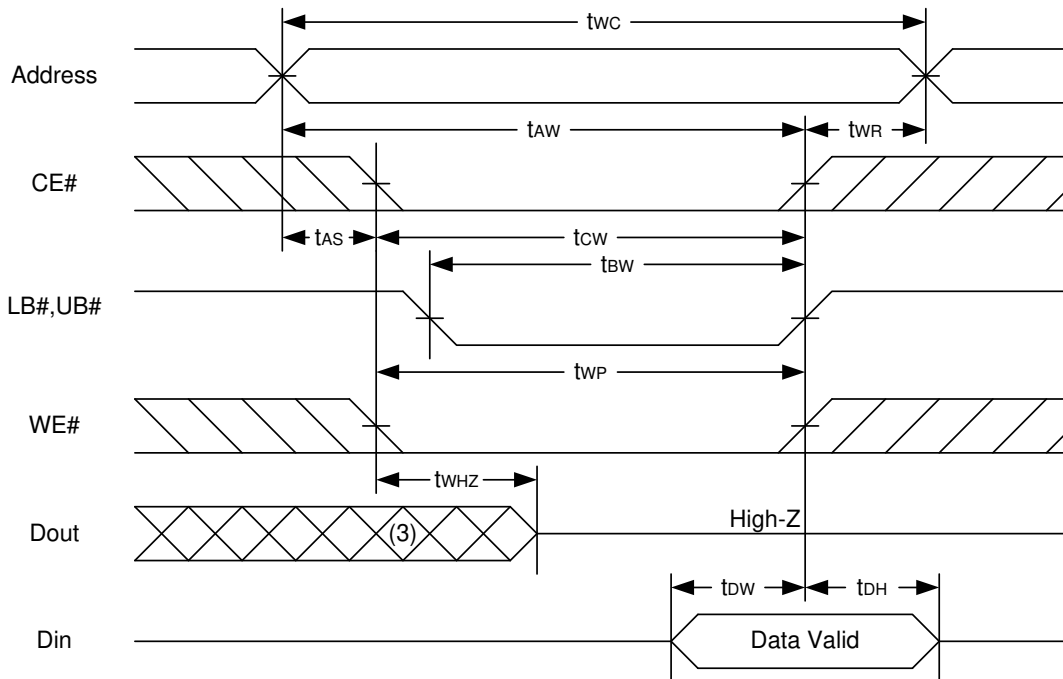 tWC
Address
tAW
tWR
CE#
tAS
tCW
tBW
LB#,UB#
tWP
WE#
tWHZ
Dout
(3)
High-Z
tDW
tDH
Din
Data Valid